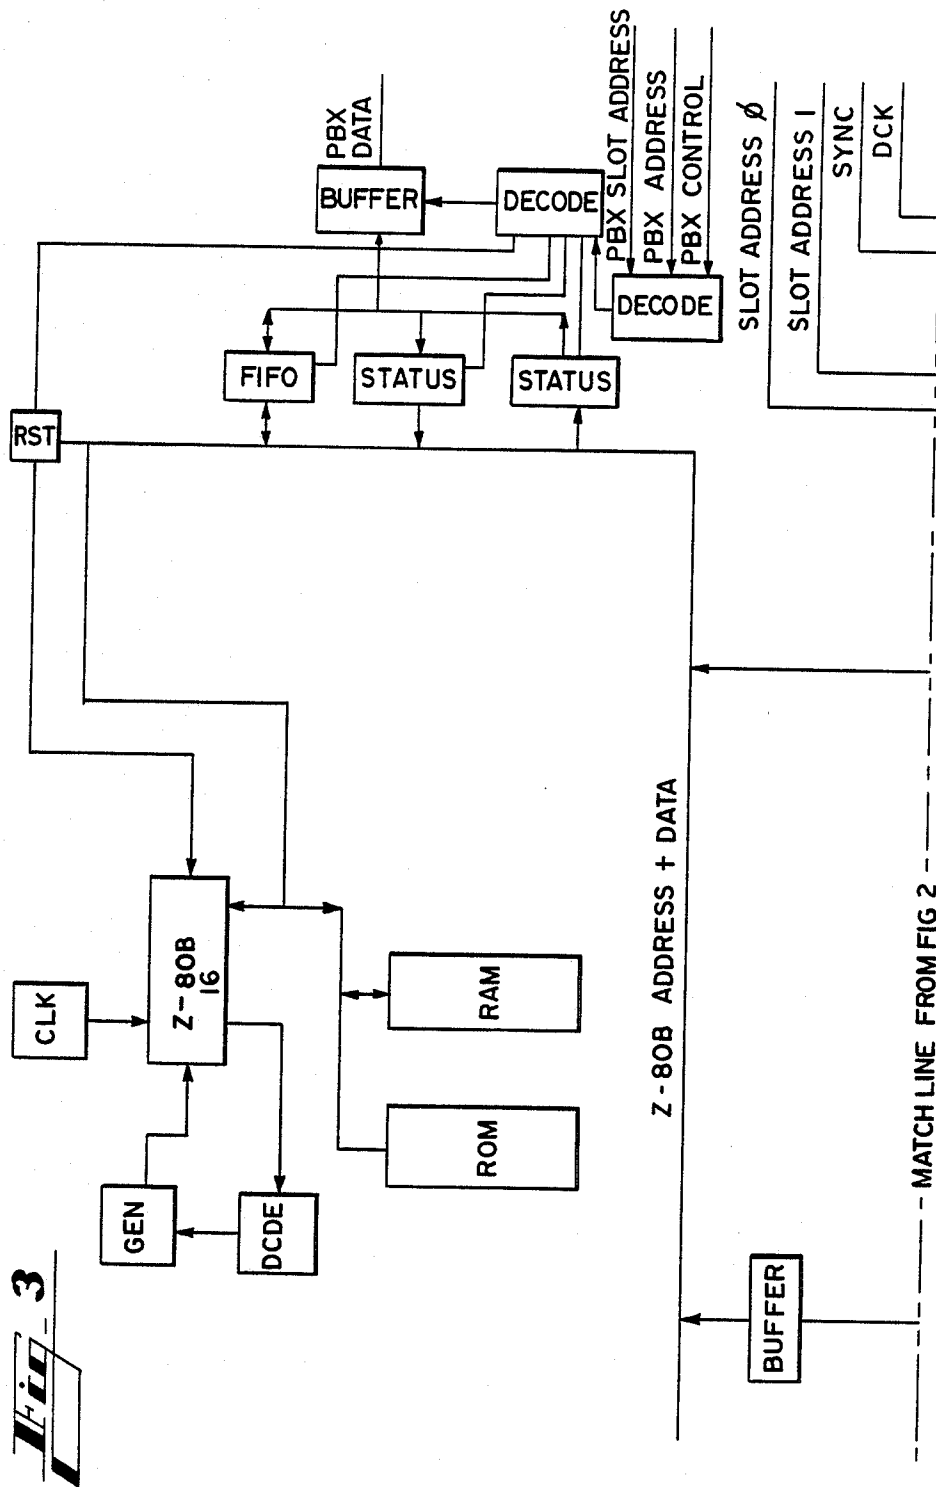 Fig-3
CLK
GEN
Z-80B
16
DCDE
ROM
RAM
RST
FIFO
STATUS
STATUS
BUFFER
PBX
DATA
DECODE
DECODE
PBX SLOT ADDRESS
PBX ADDRESS
PBX CONTROL
SLOT ADDRESS Ø
SLOT ADDRESS 1
SYNC
DCK
Z-80B ADDRESS + DATA
BUFFER
MATCH LINE FROM FIG 2